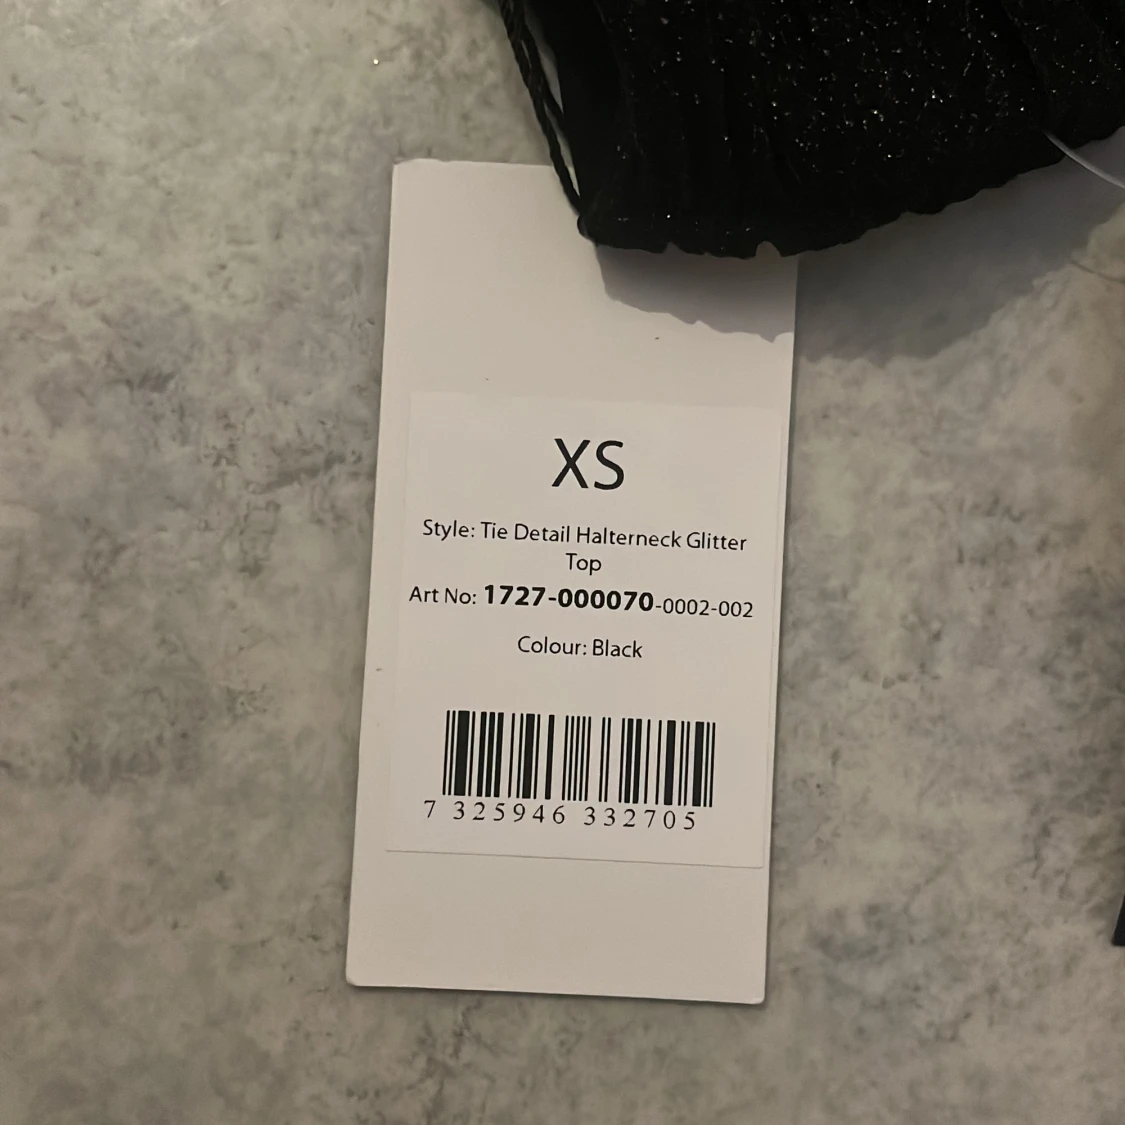 XS
Style: Tie Detail Halterneck Glitter
Top
Art No: 1727-000070-0002-002
Colour: Black
7 325946 332705